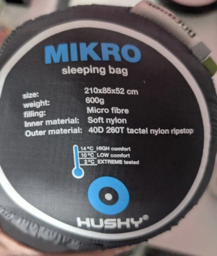 MIKRO
sleeping bag
size: 210x85x52 cm
weight: 600g
filling: Micro fibre
Inner material: Soft nylon
Outer material: 40D 260T tactel nylon ripstop
14°C HIGH comfort
10°C LOW comfort
2°C EXTREME tested
HUSKY